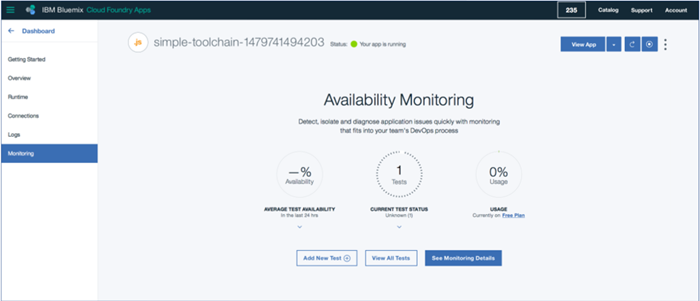 IBM Bluemix Cloud Foundry Apps
235
Catalog
Support
Account
Dashboard
Getting Started
Overview
Runtime
Connections
Logs
Monitoring
JS
simple-toolchain-1479741494203
Status: Your app is running
View App
Availability Monitoring
Detect, isolate and diagnose application issues quickly with monitoring
that fits into your team's DevOps process
—%
Availability
AVERAGE TEST AVAILABILITY
In the last 24 hrs
1
Tests
CURRENT TEST STATUS
Unknown (1)
0%
Usage
USAGE
Currently on Free Plan
Add New Test
View All Tests
See Monitoring Details